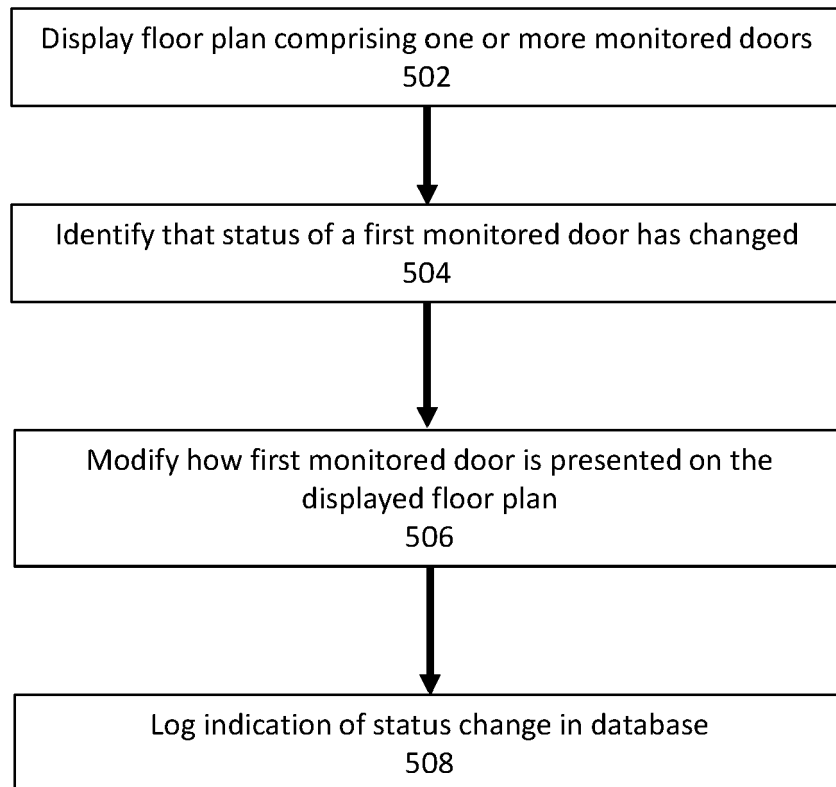 Display floor plan comprising one or more monitored doors
502
Identify that status of a first monitored door has changed
504
Modify how first monitored door is presented on the
displayed floor plan
506
Log indication of status change in database
508